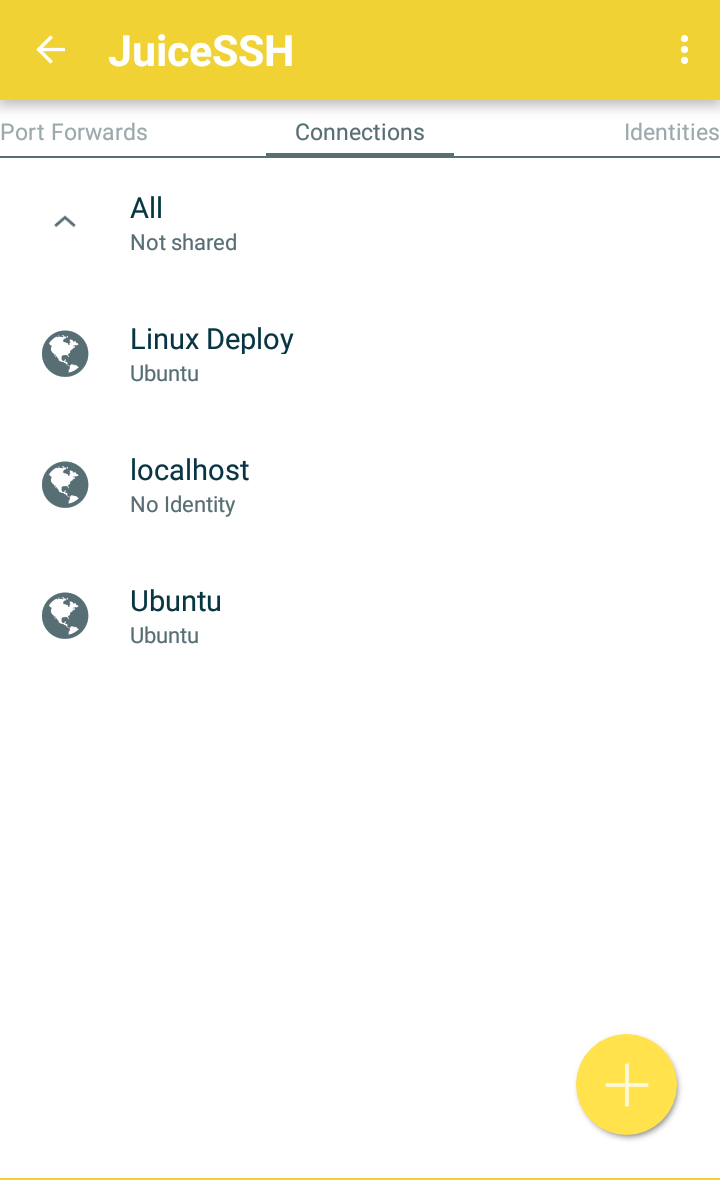 JuiceSSH
Port Forwards
Connections
Identities
All
Not shared
Linux Deploy
Ubuntu
localhost
No Identity
Ubuntu
Ubuntu